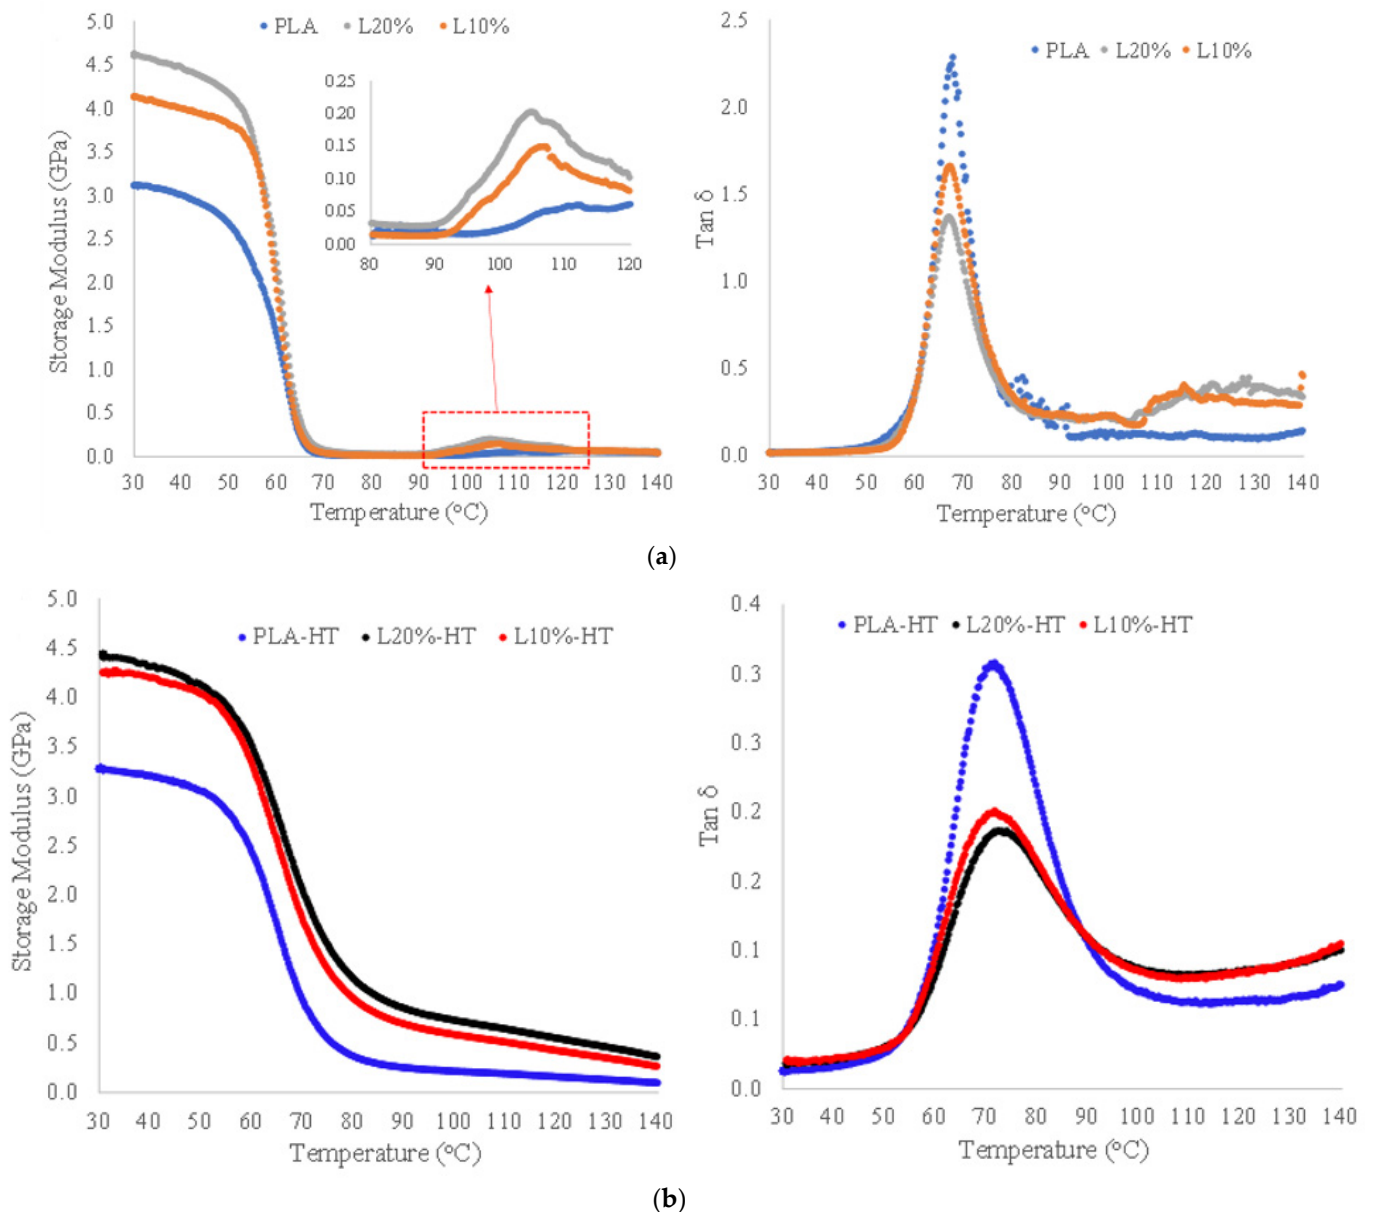 PLA L20% L10%
Storage Modulus (GPa)
5.0
4.5
4.0
3.5
3.0
2.5
2.0
1.5
1.0
0.5
0.0
30 40 50 60 70 80 90 100 110 120 130 140
Temperature (°C)
0.25
0.20
0.15
0.10
0.05
0.00
80 90 100 110 120
PLA L20% L10%
Tan δ
2.5
2.0
1.5
1.0
0.5
0.0
30 40 50 60 70 80 90 100 110 120 130 140
Temperature (°C)
(a)
PLA-HT L20%-HT L10%-HT
Storage Modulus (GPa)
5.0
4.5
4.0
3.5
3.0
2.5
2.0
1.5
1.0
0.5
0.0
30 40 50 60 70 80 90 100 110 120 130 140
Temperature (°C)
PLA-HT L20%-HT L10%-HT
Tan δ
0.4
0.3
0.3
0.2
0.2
0.1
0.1
0.0
30 40 50 60 70 80 90 100 110 120 130 140
Temperature (°C)
(b)